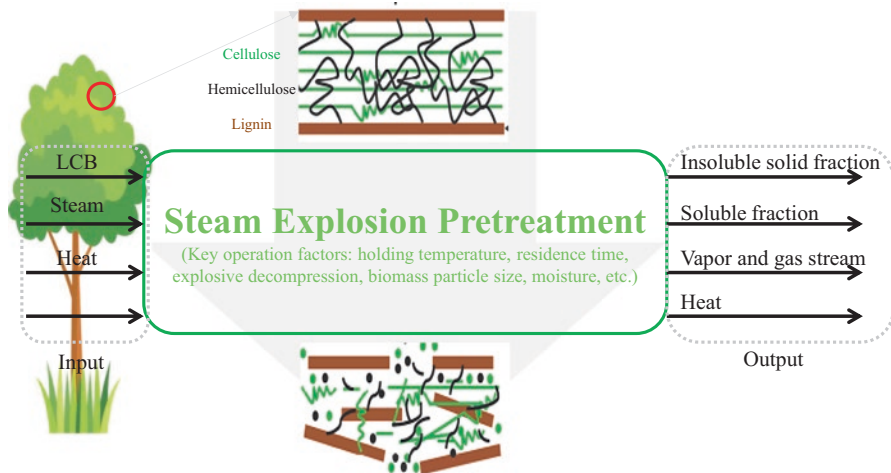 Cellulose
Hemicellulose
Lignin
LCB
Steam
Heat
Input
Steam Explosion Pretreatment
(Key operation factors: holding temperature, residence time,
explosive decompression, biomass particle size, moisture, etc.)
Insoluble solid fraction
Soluble fraction
Vapor and gas stream
Heat
Output